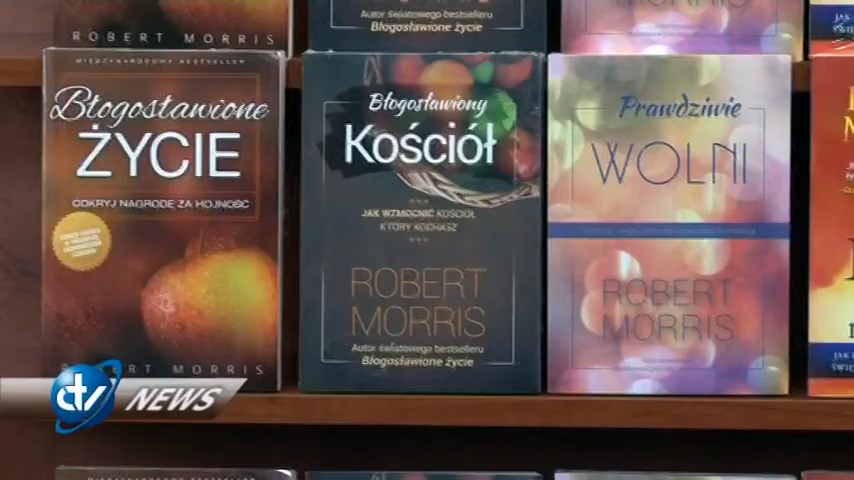 ROBERT MORRIS
Autor światowego bestselleru
Błogosławione życie
MIĘDZYNARODOWY BESTSELLER
Błogosławione
ŻYCIE
ODKRYJ NAGRODĘ ZA HOJNOŚĆ
ROBERT MORRIS
Błogosławiony
Kościół
JAK WZMOCNIĆ KOŚCIÓŁ,
KTÓRY KOCHASZ
ROBERT
MORRIS
Autor światowego bestselleru
Błogosławione życie
Prawdziwie
WOLNI
ROBERT
MORRIS
ctv NEWS